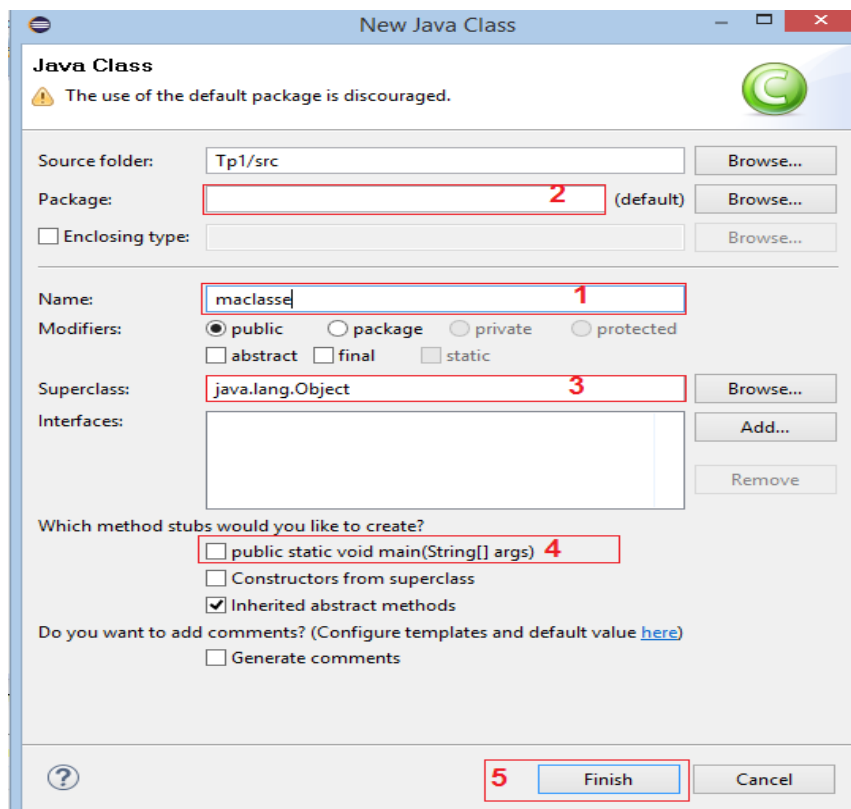 New Java Class
Java Class
The use of the default package is discouraged.
Source folder: Tp1/src Browse...
Package: 2 (default) Browse...
Enclosing type: Browse...
Name: maclasse 1
Modifiers: public package private protected
abstract final static
Superclass: java.lang.Object 3 Browse...
Interfaces: Add...
Remove
Which method stubs would you like to create?
public static void main(String[] args) 4
Constructors from superclass
Inherited abstract methods
Do you want to add comments? (Configure templates and default value here)
Generate comments
? 5 Finish Cancel